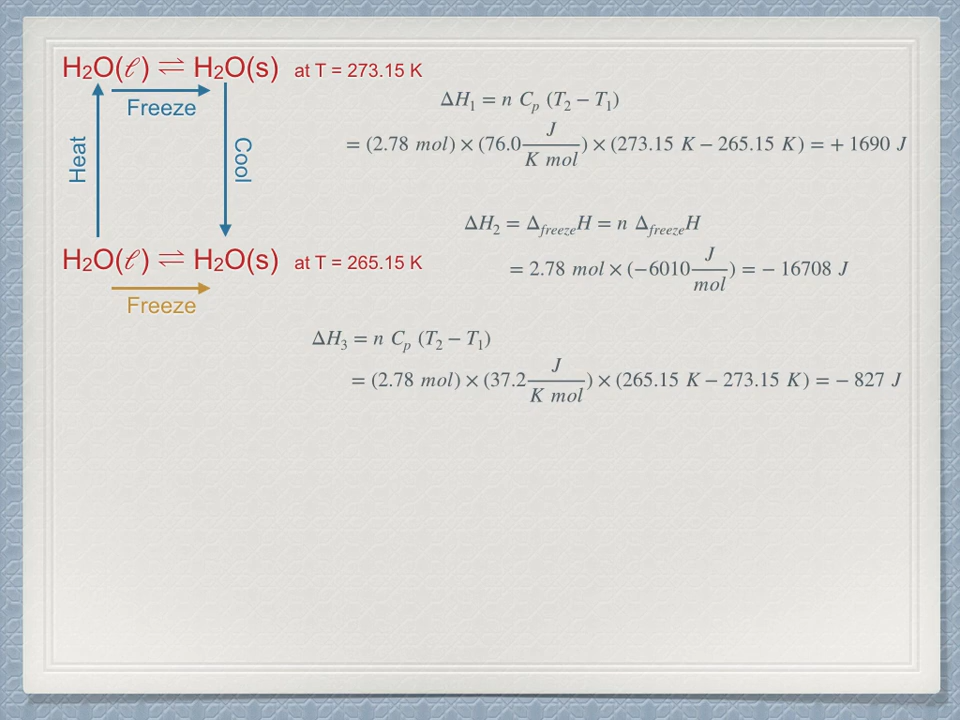 H₂O(ℓ) ⇌ H₂O(s) at T = 273.15 K
Freeze
Heat
Cool
H₂O(ℓ) ⇌ H₂O(s) at T = 265.15 K
Freeze
ΔH₁ = n Cₚ (T₂ − T₁)
= (2.78 mol) × (76.0 J/K mol) × (273.15 K − 265.15 K) = + 1690 J
ΔH₂ = Δ_freeze H = n Δ_freeze H
= 2.78 mol × (−6010 J/mol) = − 16708 J
ΔH₃ = n Cₚ (T₂ − T₁)
= (2.78 mol) × (37.2 J/K mol) × (265.15 K − 273.15 K) = − 827 J